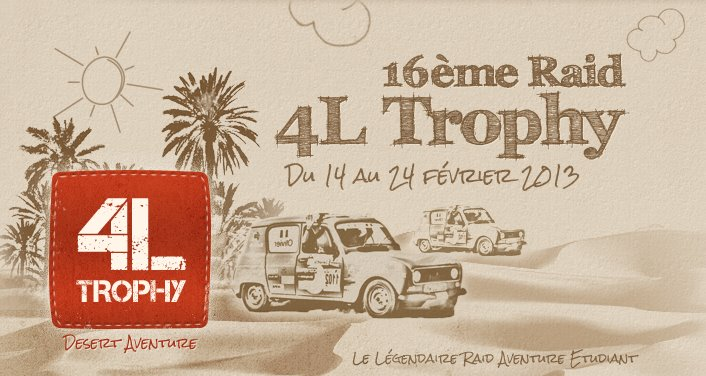 16ème Raid
4L Trophy
Du 14 au 24 février 2013
4L
TROPHY
Desert Aventure
Le Légendaire Raid Aventure Etudiant